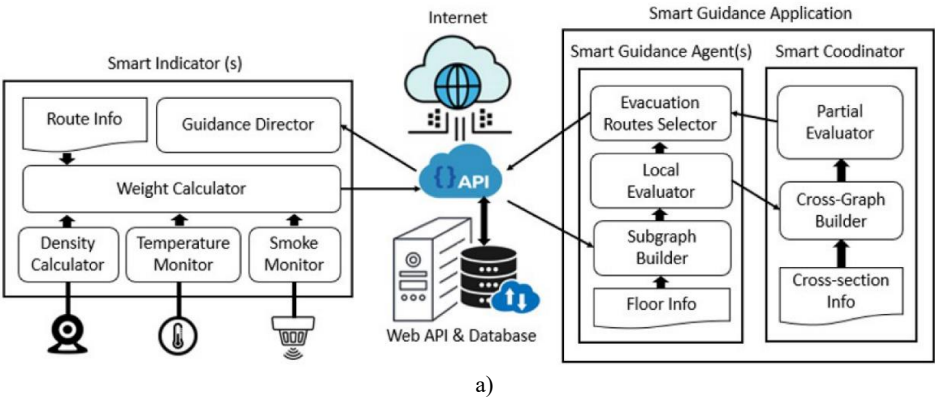 Internet
Smart Guidance Application
Smart Indicator (s)
Smart Guidance Agent(s)
Smart Coodinator
Route Info
Guidance Director
Evacuation
Routes Selector
Partial
Evaluator
Weight Calculator
{} API
Local
Evaluator
Cross-Graph
Builder
Density
Calculator
Temperature
Monitor
Smoke
Monitor
Subgraph
Builder
Floor Info
Cross-section
Info
Web API & Database
a)